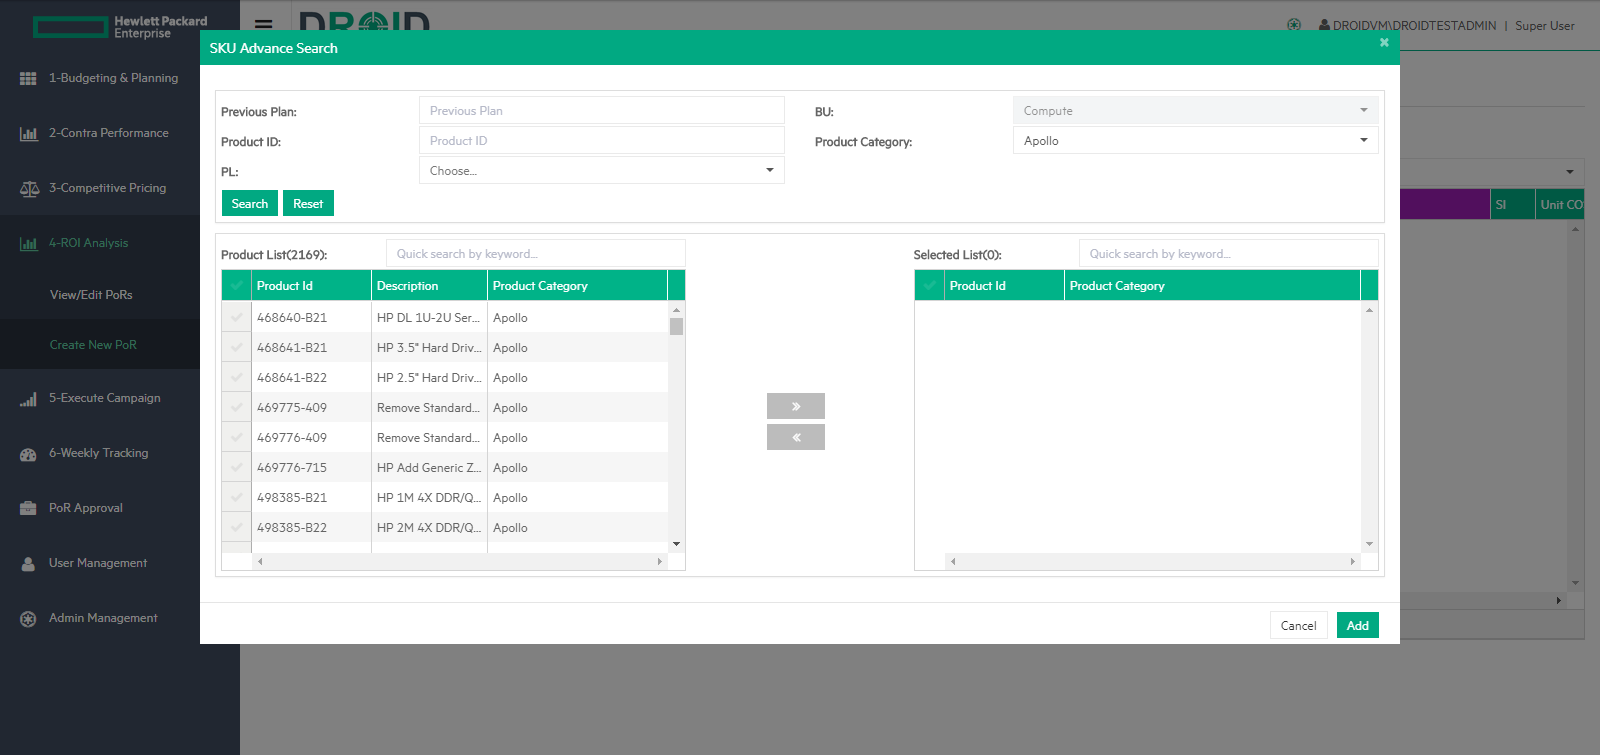 Hewlett Packard
Enterprise
DROID
DROIDVM\DROIDTESTADMIN | Super User
1-Budgeting & Planning
2-Contra Performance
3-Competitive Pricing
4-ROI Analysis
View/Edit PoRs
Create New PoR
5-Execute Campaign
6-Weekly Tracking
PoR Approval
User Management
Admin Management
SKU Advance Search
Previous Plan: Previous Plan BU: Compute
Product ID: Product ID Product Category: Apollo
PL: Choose...
Search Reset
SI Unit CO
Product List(2169): Quick search by keyword... Selected List(0): Quick search by keyword...
Product Id Description Product Category Product Id Product Category
468640-B21 HP DL 1U-2U Ser... Apollo
468641-B21 HP 3.5" Hard Driv... Apollo
468641-B22 HP 2.5" Hard Driv... Apollo
469775-409 Remove Standard... Apollo
469776-409 Remove Standard... Apollo
469776-715 HP Add Generic Z... Apollo
498385-B21 HP 1M 4X DDR/Q... Apollo
498385-B22 HP 2M 4X DDR/Q... Apollo
Cancel Add